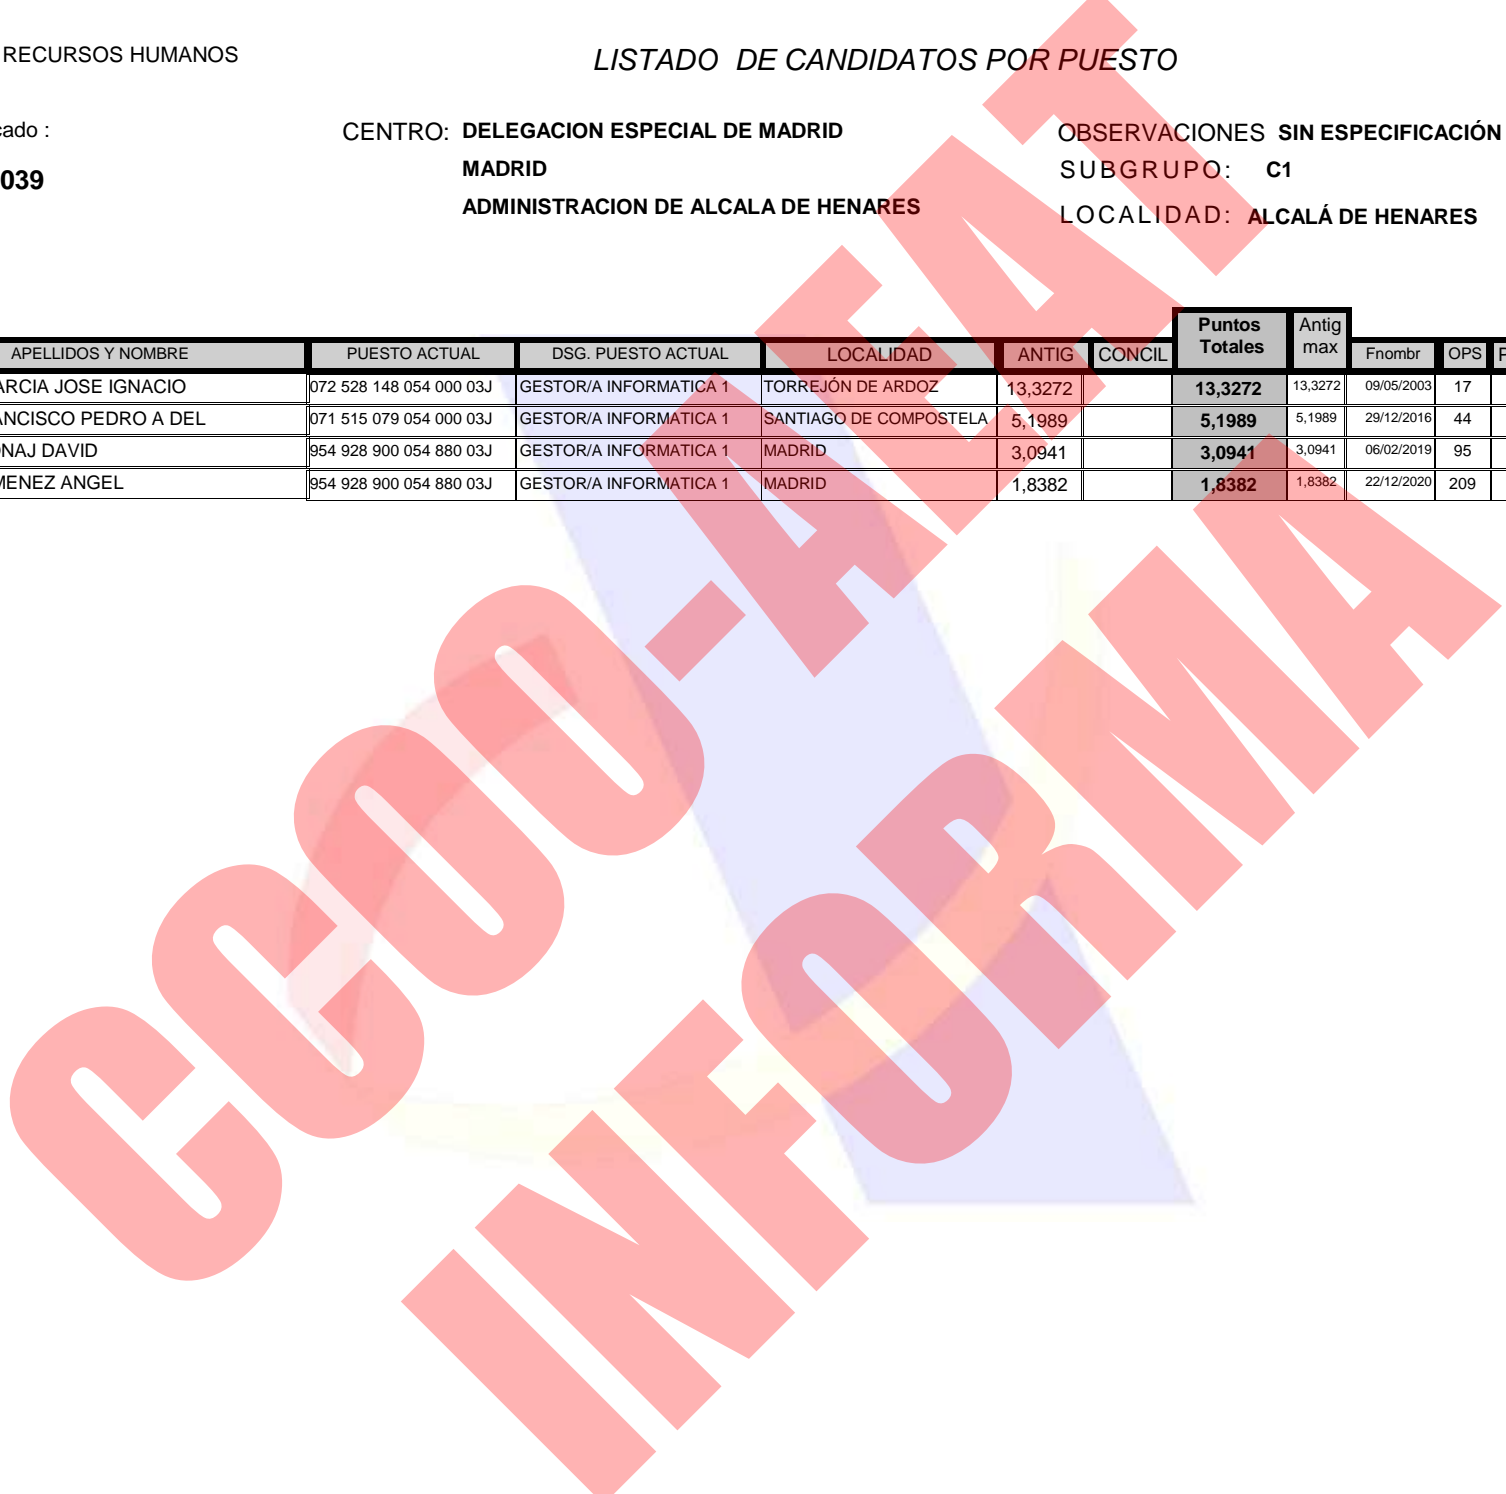 RECURSOS HUMANOS
LISTADO DE CANDIDATOS POR PUESTO
cado :
039
CENTRO: DELEGACION ESPECIAL DE MADRID
MADRID
ADMINISTRACION DE ALCALA DE HENARES
OBSERVACIONES SIN ESPECIFICACIÓN
SUBGRUPO: C1
LOCALIDAD: ALCALÁ DE HENARES
APELLIDOS Y NOMBRE PUESTO ACTUAL DSG. PUESTO ACTUAL LOCALIDAD ANTIG CONCIL Puntos Totales Antig max Fnombr OPS P
ARCIA JOSE IGNACIO 072 528 148 054 000 03J GESTOR/A INFORMATICA 1 TORREJÓN DE ARDOZ 13,3272 13,3272 13,3272 09/05/2003 17
ANCISCO PEDRO A DEL 071 515 079 054 000 03J GESTOR/A INFORMATICA 1 SANTIAGO DE COMPOSTELA 5,1989 5,1989 5,1989 29/12/2016 44
ONAJ DAVID 954 928 900 054 880 03J GESTOR/A INFORMATICA 1 MADRID 3,0941 3,0941 3,0941 06/02/2019 95
MENEZ ANGEL 954 928 900 054 880 03J GESTOR/A INFORMATICA 1 MADRID 1,8382 1,8382 1,8382 22/12/2020 209
CCOO-AEAT
INFORMA